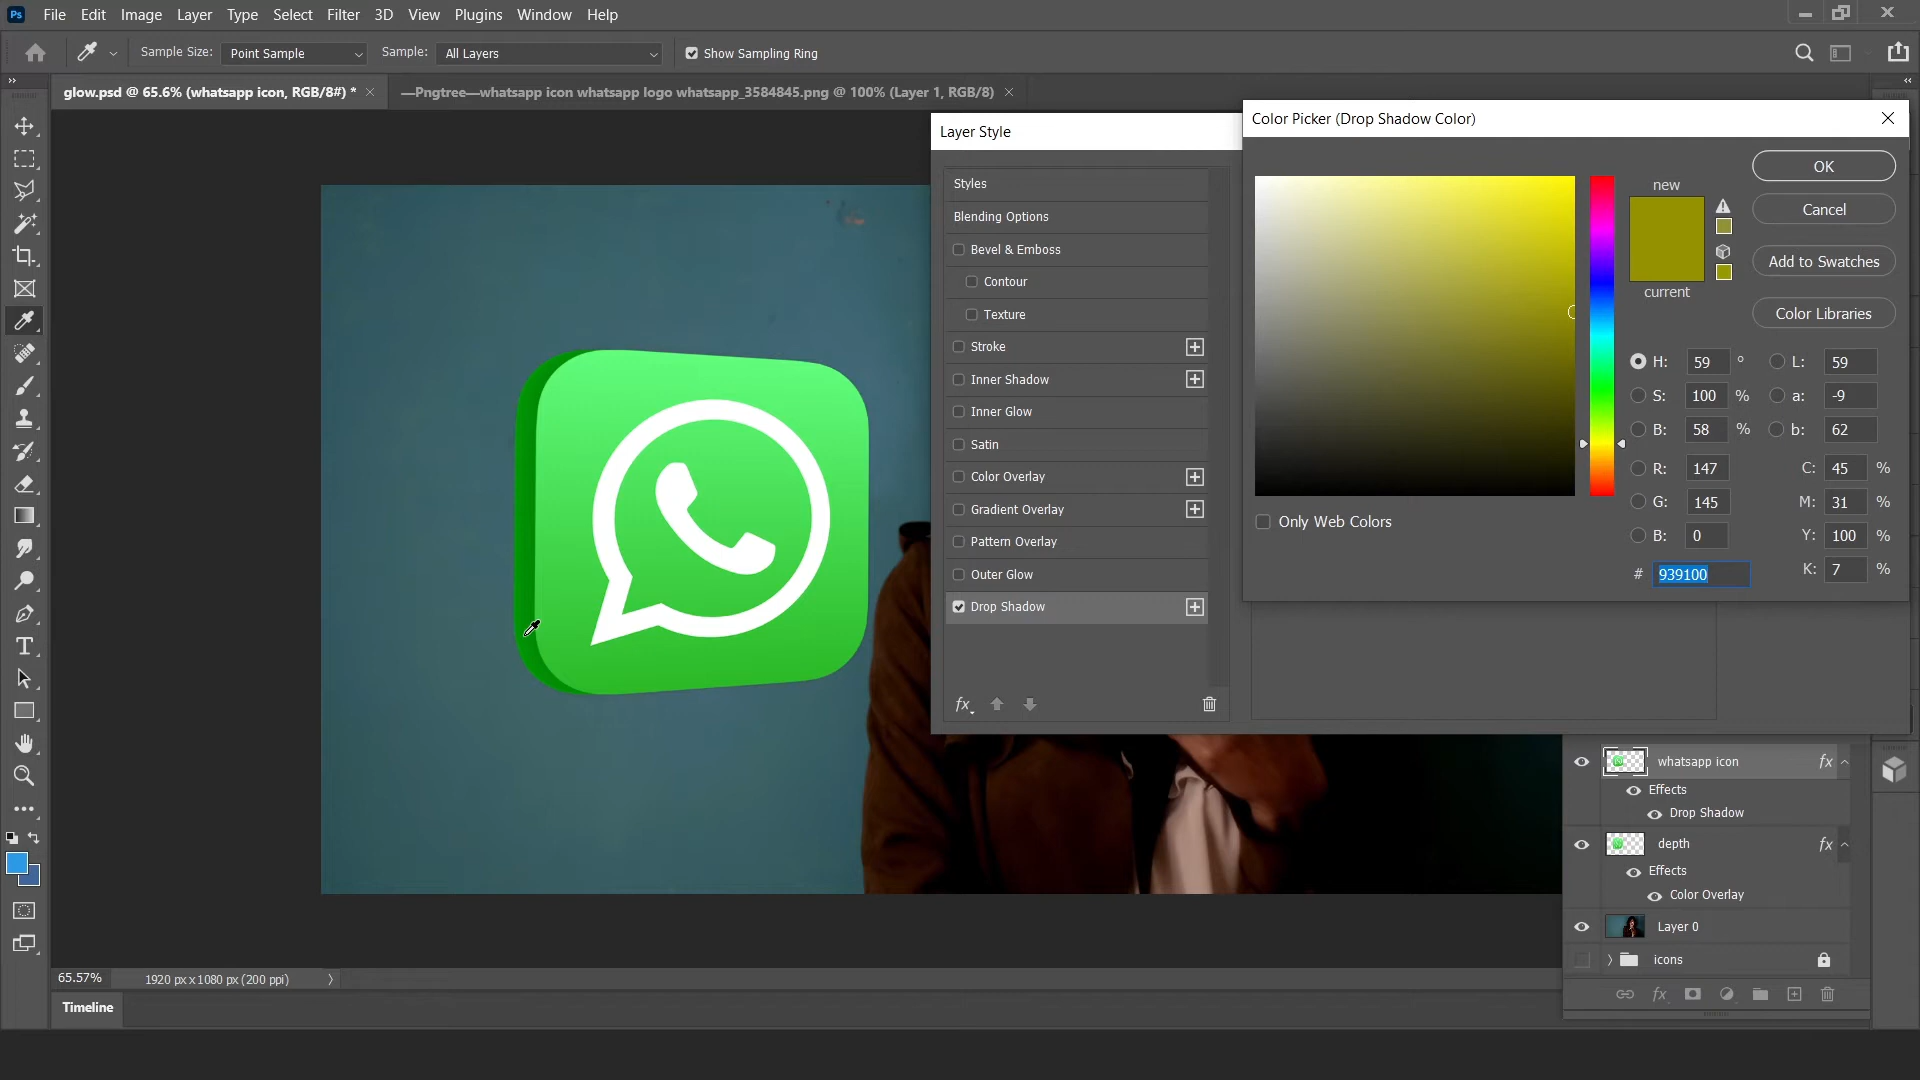 Ps File Edit Image Layer Type Select Filter 3D View Plugins Window Help
Sample Size: Point Sample Sample: All Layers Show Sampling Ring
glow.psd @ 65.6% (whatsapp icon, RGB/8#) * —Pngtree—whatsapp icon whatsapp logo whatsapp_3584845.png @ 100% (Layer 1, RGB/8)
Layer Style
Styles
Blending Options
Bevel & Emboss
Contour
Texture
Stroke
Inner Shadow
Inner Glow
Satin
Color Overlay
Gradient Overlay
Pattern Overlay
Outer Glow
Drop Shadow
fx
Color Picker (Drop Shadow Color)
new
current
OK
Cancel
Add to Swatches
Color Libraries
H: 59 ° L: 59
S: 100 % a: -9
B: 58 % b: 62
R: 147 C: 45 %
G: 145 M: 31 %
B: 0 Y: 100 %
# 939100 K: 7 %
Only Web Colors
whatsapp icon fx
Effects
Drop Shadow
depth fx
Effects
Color Overlay
Layer 0
icons
fx
65.57% 1920 px x 1080 px (200 ppi)
Timeline